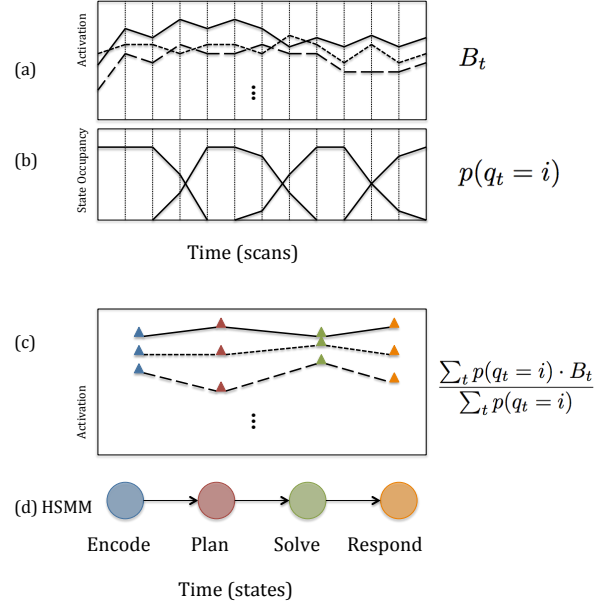 Activation
(a)
B_t
State Occupancy
(b)
p(q_t = i)
Time (scans)
(c)
Activation
∑_t p(q_t = i) · B_t
∑_t p(q_t = i)
(d) HSMM
Encode Plan Solve Respond
Time (states)